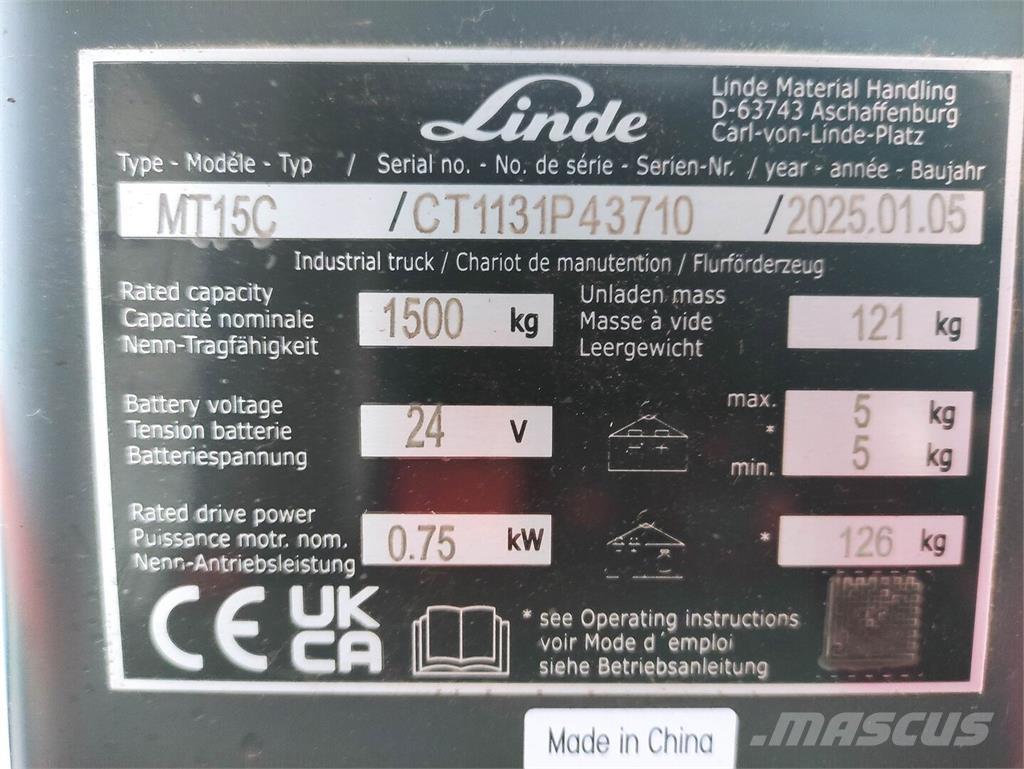 Linde
Linde Material Handling
D-63743 Aschaffenburg
Carl-von-Linde-Platz
Type - Modéle - Typ / Serial no. - No. de série - Serien-Nr. / year - année - Baujahr
MT15C / CT1131P43710 / 2025.01.05
Industrial truck / Chariot de manutention / Flurförderzeug
Rated capacity
Capacité nominale
Nenn-Tragfähigkeit
1500 kg
Unladen mass
Masse à vide
Leergewicht
121 kg
Battery voltage
Tension batterie
Batteriespannung
24 V
max. 5 kg
*
min. 5 kg
Rated drive power
Puissance motr. nom.
Nenn-Antriebsleistung
0.75 kW
* 126 kg
CE UK
CA
* see Operating instructions
voir Mode d´emploi
siehe Betriebsanleitung
Made in China
MASCUS